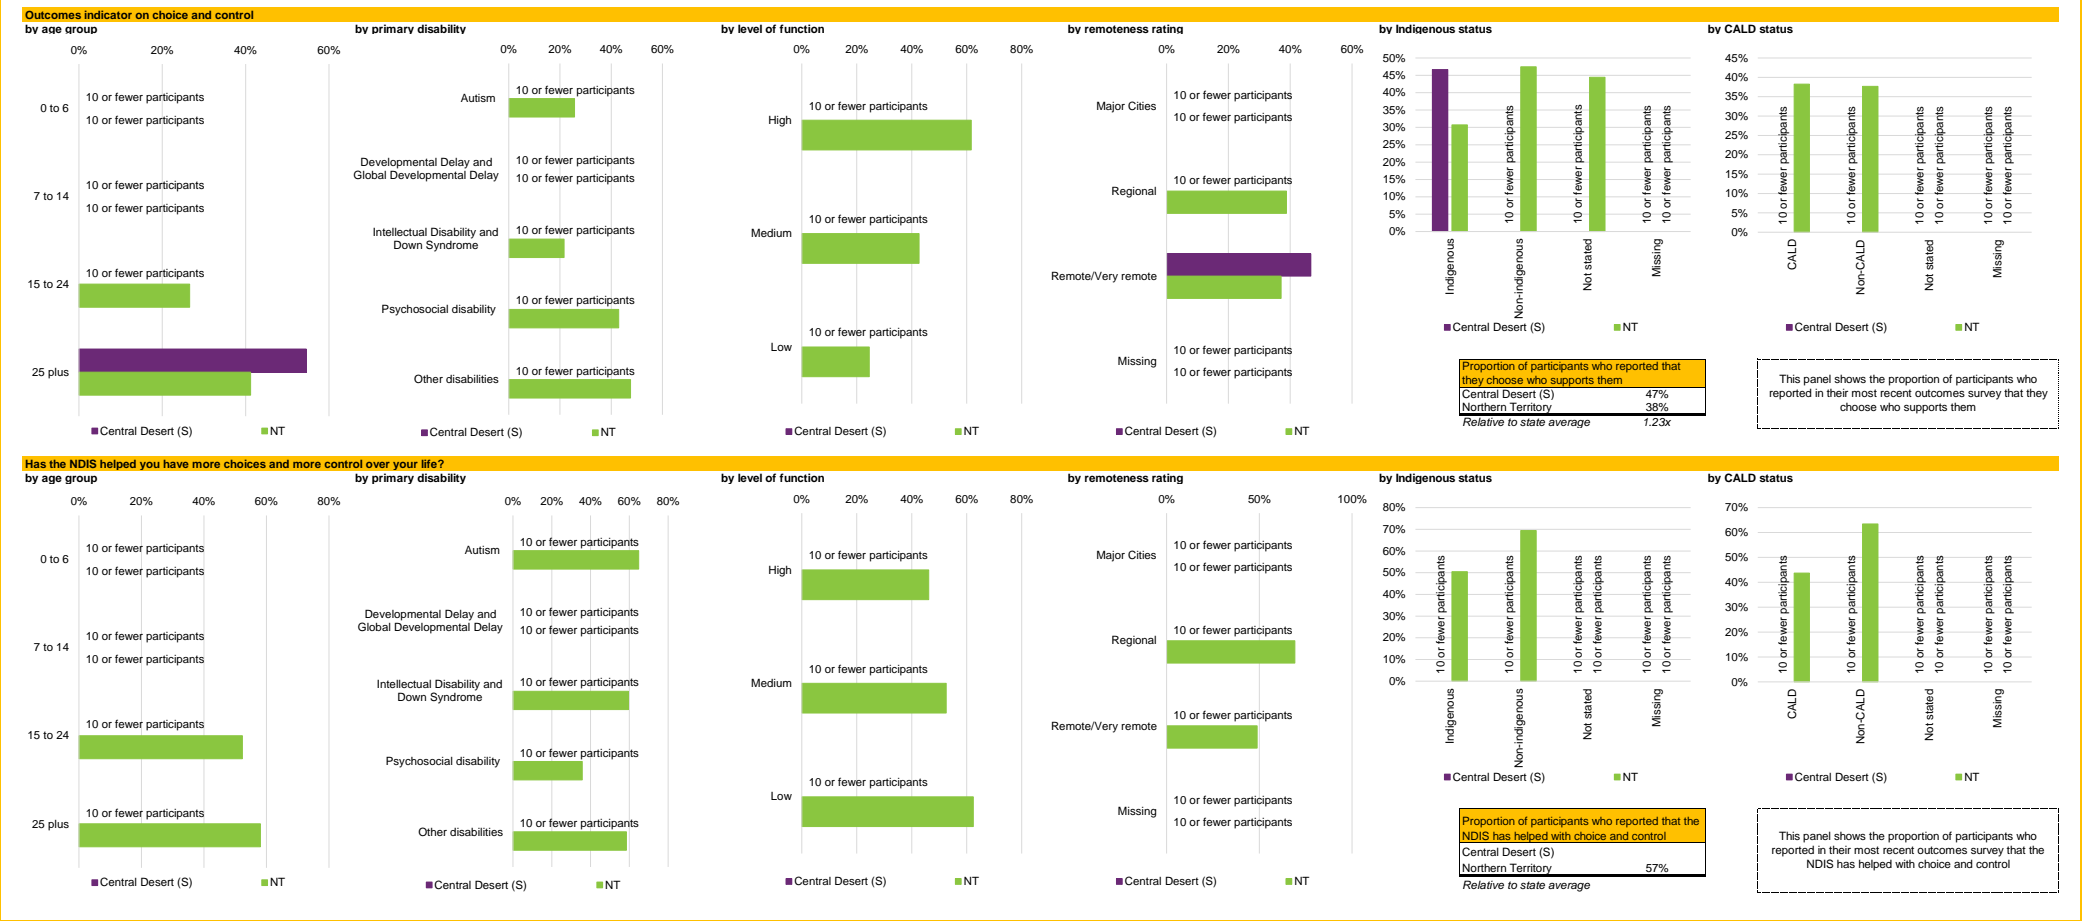 Outcomes indicator on choice and control
by age group
0%
20%
40%
60%
0 to 6
10 or fewer participants
10 or fewer participants
7 to 14
10 or fewer participants
10 or fewer participants
15 to 24
10 or fewer participants
25 plus
Central Desert (S)
NT
by primary disability
0%
20%
40%
60%
Autism
10 or fewer participants
Developmental Delay and
Global Developmental Delay
10 or fewer participants
10 or fewer participants
Intellectual Disability and
Down Syndrome
10 or fewer participants
Psychosocial disability
10 or fewer participants
Other disabilities
10 or fewer participants
Central Desert (S)
NT
by level of function
0%
20%
40%
60%
80%
High
10 or fewer participants
Medium
10 or fewer participants
Low
10 or fewer participants
Central Desert (S)
NT
by remoteness rating
0%
20%
40%
60%
Major Cities
10 or fewer participants
10 or fewer participants
Regional
10 or fewer participants
Remote/Very remote
Missing
10 or fewer participants
10 or fewer participants
Central Desert (S)
NT
by Indigenous status
50%
45%
40%
35%
30%
25%
20%
15%
10%
5%
0%
10 or fewer participants
10 or fewer participants
10 or fewer participants
10 or fewer participants
Indigenous
Non-indigenous
Not stated
Missing
Central Desert (S)
NT
by CALD status
45%
40%
35%
30%
25%
20%
15%
10%
5%
0%
10 or fewer participants
10 or fewer participants
10 or fewer participants
10 or fewer participants
10 or fewer participants
10 or fewer participants
CALD
Non-CALD
Not stated
Missing
Central Desert (S)
NT
Proportion of participants who reported that
they choose who supports them
Central Desert (S) 47%
Northern Territory 38%
Relative to state average 1.23x
This panel shows the proportion of participants who
reported in their most recent outcomes survey that they
choose who supports them
Has the NDIS helped you have more choices and more control over your life?
by age group
0%
20%
40%
60%
80%
0 to 6
10 or fewer participants
10 or fewer participants
7 to 14
10 or fewer participants
10 or fewer participants
15 to 24
10 or fewer participants
25 plus
10 or fewer participants
Central Desert (S)
NT
by primary disability
0%
20%
40%
60%
80%
Autism
10 or fewer participants
Developmental Delay and
Global Developmental Delay
10 or fewer participants
10 or fewer participants
Intellectual Disability and
Down Syndrome
10 or fewer participants
Psychosocial disability
10 or fewer participants
Other disabilities
10 or fewer participants
Central Desert (S)
NT
by level of function
0%
20%
40%
60%
80%
High
10 or fewer participants
Medium
10 or fewer participants
Low
10 or fewer participants
Central Desert (S)
NT
by remoteness rating
0%
50%
100%
Major Cities
10 or fewer participants
10 or fewer participants
Regional
10 or fewer participants
Remote/Very remote
10 or fewer participants
Missing
10 or fewer participants
10 or fewer participants
Central Desert (S)
NT
by Indigenous status
80%
70%
60%
50%
40%
30%
20%
10%
0%
10 or fewer participants
10 or fewer participants
10 or fewer participants
10 or fewer participants
10 or fewer participants
10 or fewer participants
Indigenous
Non-indigenous
Not stated
Missing
Central Desert (S)
NT
by CALD status
70%
60%
50%
40%
30%
20%
10%
0%
10 or fewer participants
10 or fewer participants
10 or fewer participants
10 or fewer participants
10 or fewer participants
10 or fewer participants
CALD
Non-CALD
Not stated
Missing
Central Desert (S)
NT
Proportion of participants who reported that the
NDIS has helped with choice and control
Central Desert (S)
Northern Territory 57%
Relative to state average
This panel shows the proportion of participants who
reported in their most recent outcomes survey that the
NDIS has helped with choice and control